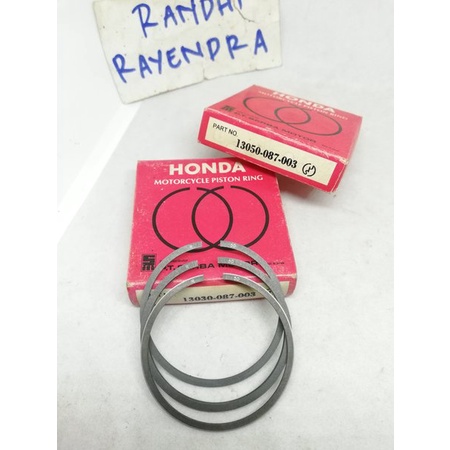 RANDHI
RAYENDRA
HONDA
PART NO.
13050-087-003
HONDA
MOTORCYCLE PISTON RING
13030-087-003